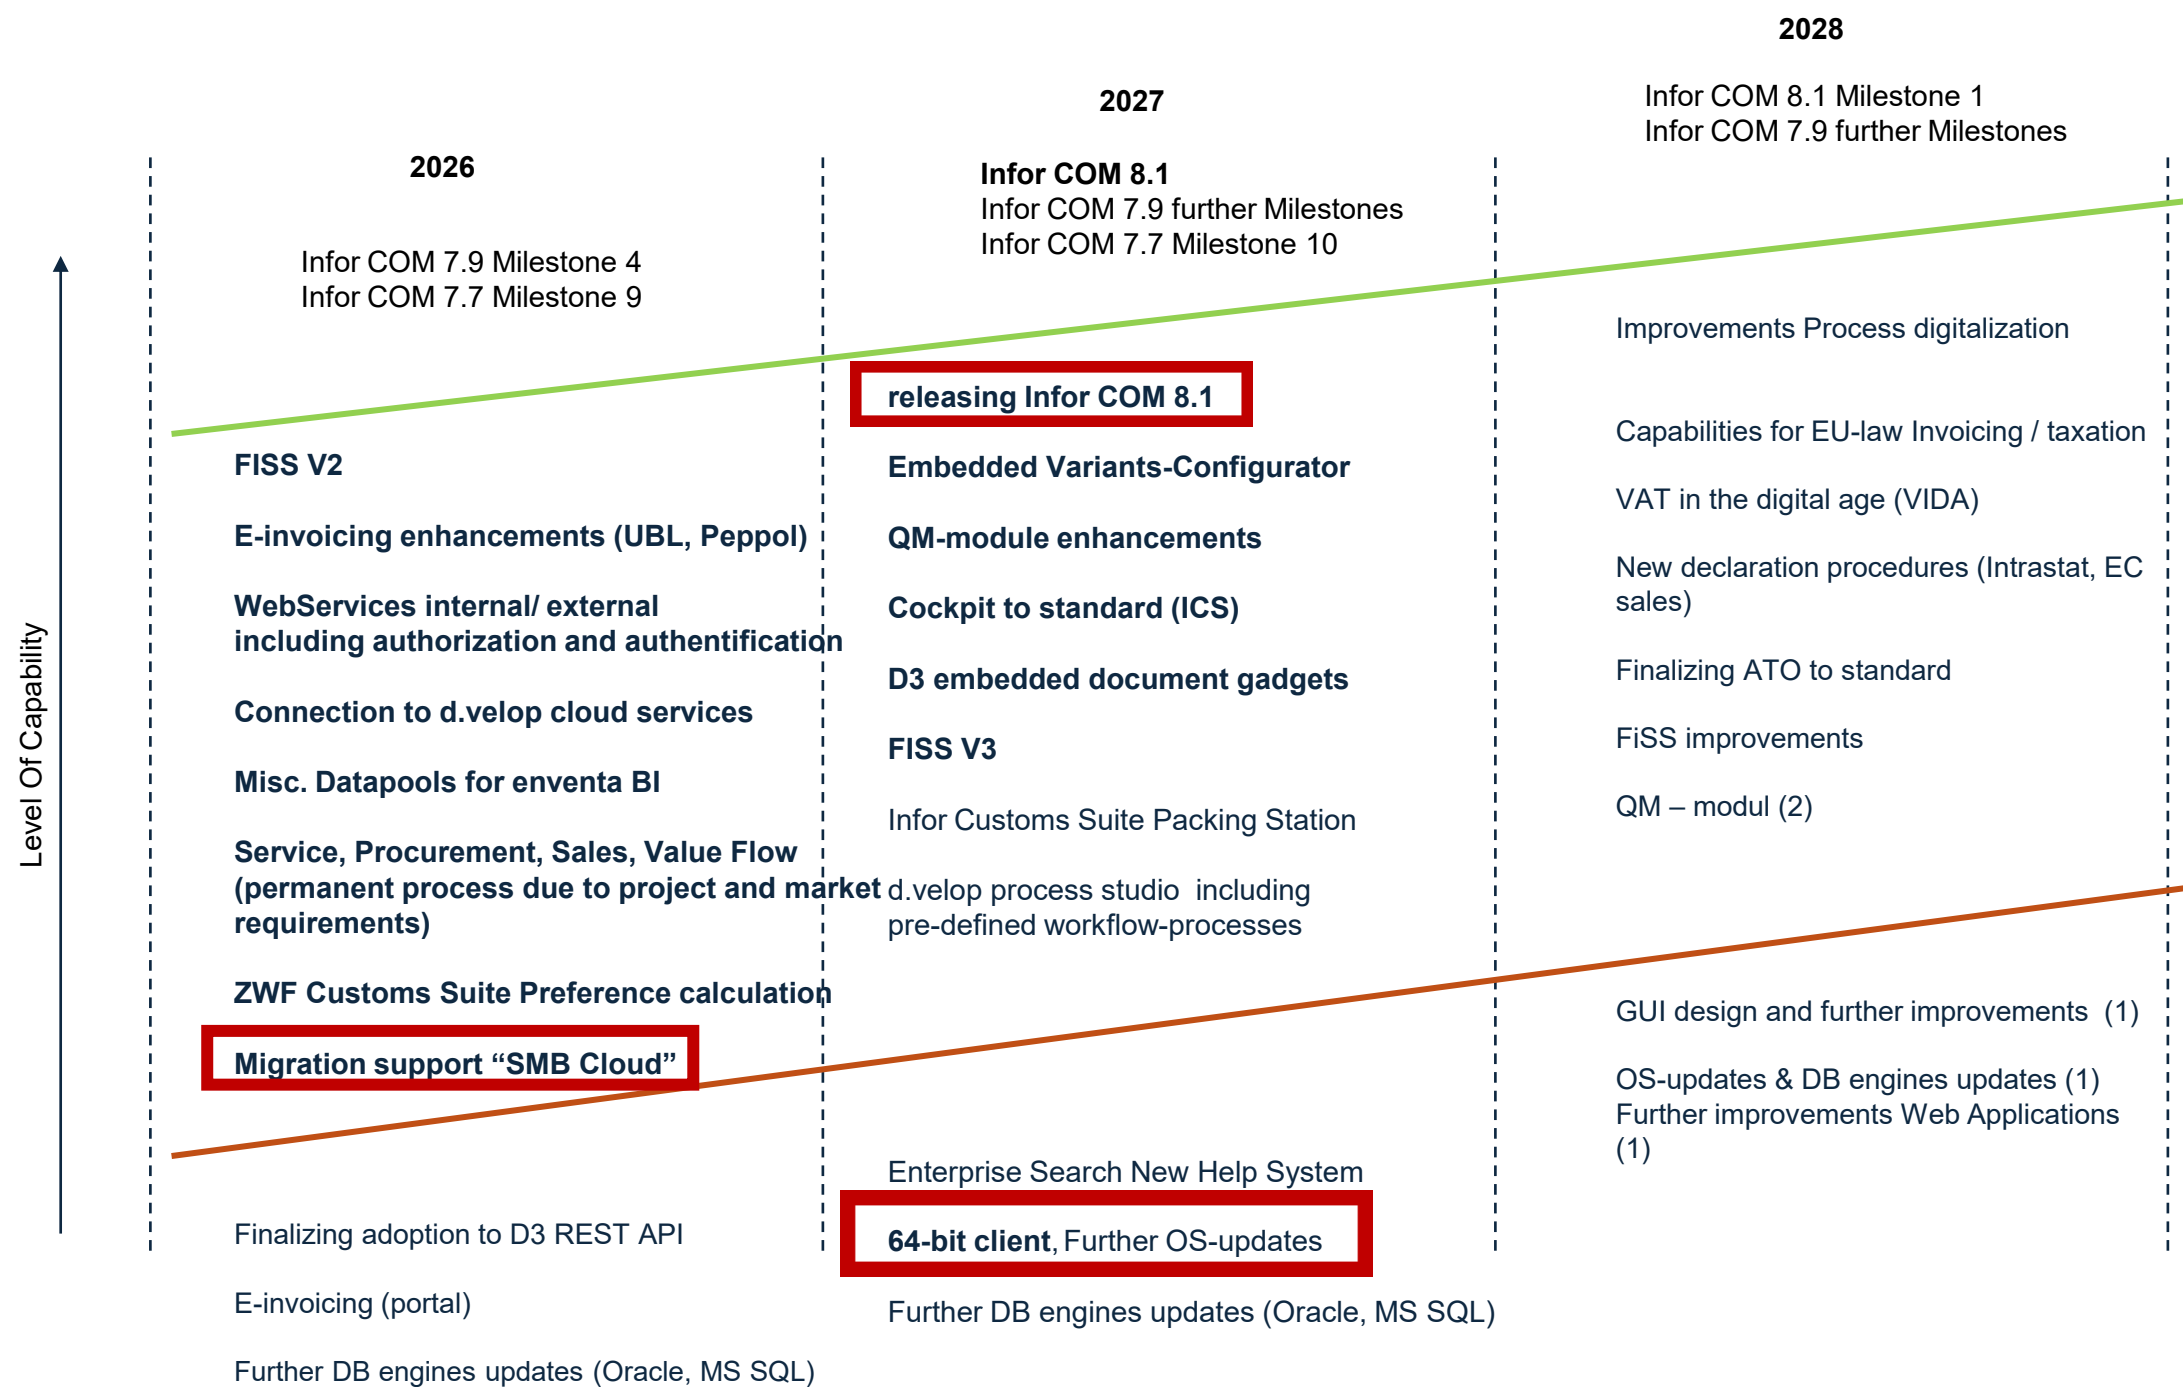 2028
Infor COM 8.1 Milestone 1
Infor COM 7.9 further Milestones
2027
Infor COM 8.1
Infor COM 7.9 further Milestones
Infor COM 7.7 Milestone 10
2026
Infor COM 7.9 Milestone 4
Infor COM 7.7 Milestone 9
Level Of Capability
FISS V2
E-invoicing enhancements (UBL, Peppol)
WebServices internal/ external
including authorization and authentification
Connection to d.velop cloud services
Misc. Datapools for enventa BI
Service, Procurement, Sales, Value Flow
(permanent process due to project and market
requirements)
ZWF Customs Suite Preference calculation
Migration support “SMB Cloud”
Finalizing adoption to D3 REST API
E-invoicing (portal)
Further DB engines updates (Oracle, MS SQL)
releasing Infor COM 8.1
Embedded Variants-Configurator
QM-module enhancements
Cockpit to standard (ICS)
D3 embedded document gadgets
FISS V3
Infor Customs Suite Packing Station
d.velop process studio including
pre-defined workflow-processes
Enterprise Search New Help System
64-bit client, Further OS-updates
Further DB engines updates (Oracle, MS SQL)
Improvements Process digitalization
Capabilities for EU-law Invoicing / taxation
VAT in the digital age (VIDA)
New declaration procedures (Intrastat, EC
sales)
Finalizing ATO to standard
FiSS improvements
QM – modul (2)
GUI design and further improvements (1)
OS-updates & DB engines updates (1)
Further improvements Web Applications
(1)